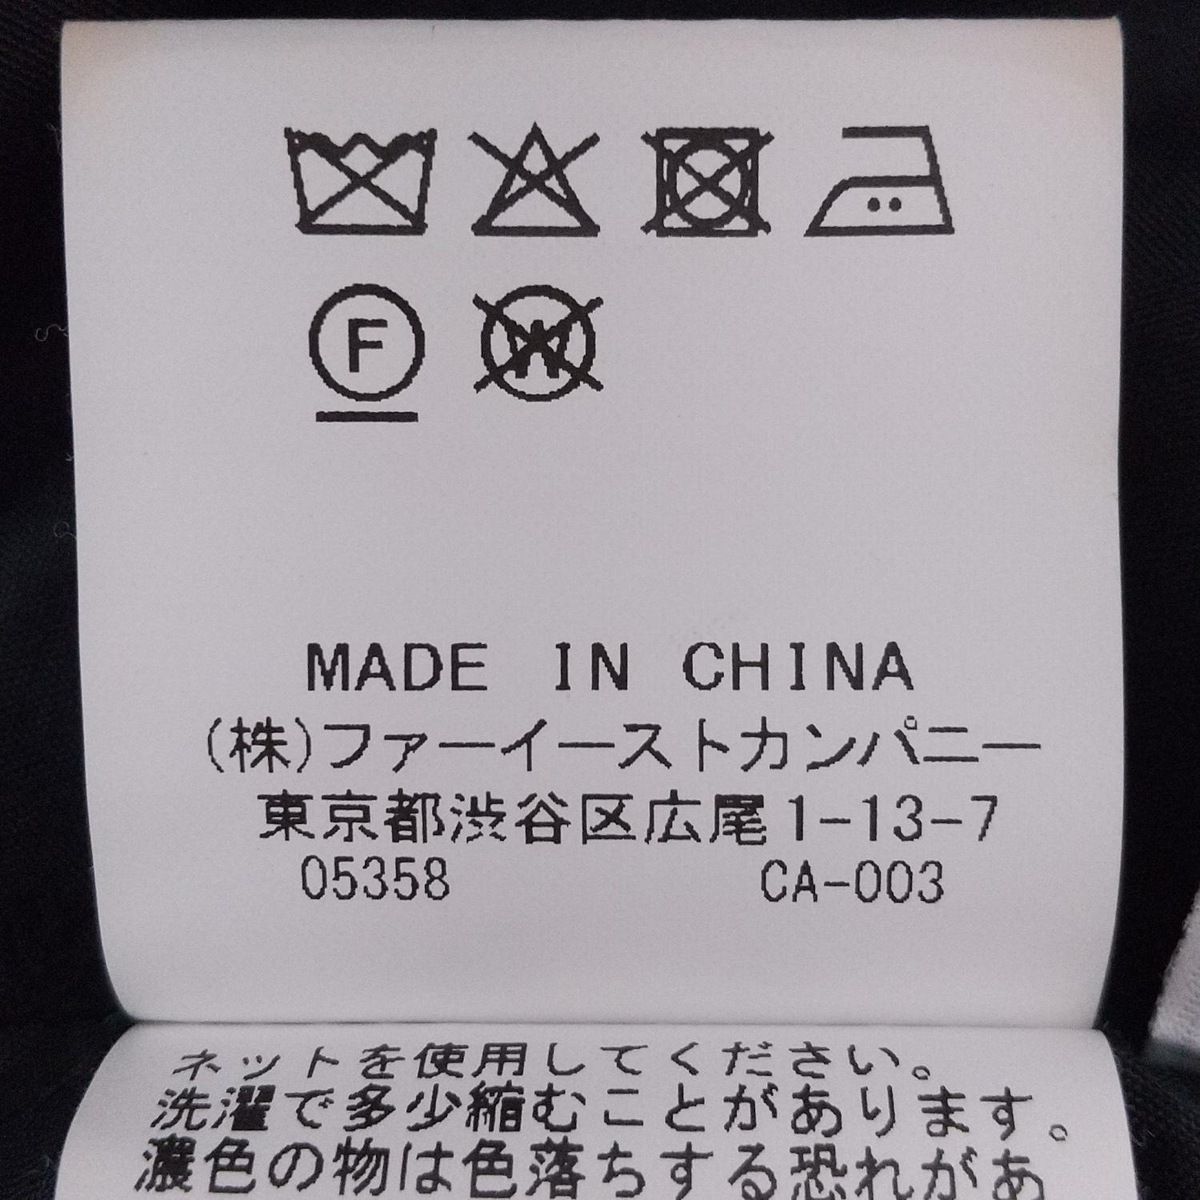 F W
MADE IN CHINA
(株)ファーイーストカンパニー
東京都渋谷区広尾1-13-7
05358 CA-003
ネットを使用してください。
洗濯で多少縮むことがあります。
濃色の物は色落ちする恐れがあ